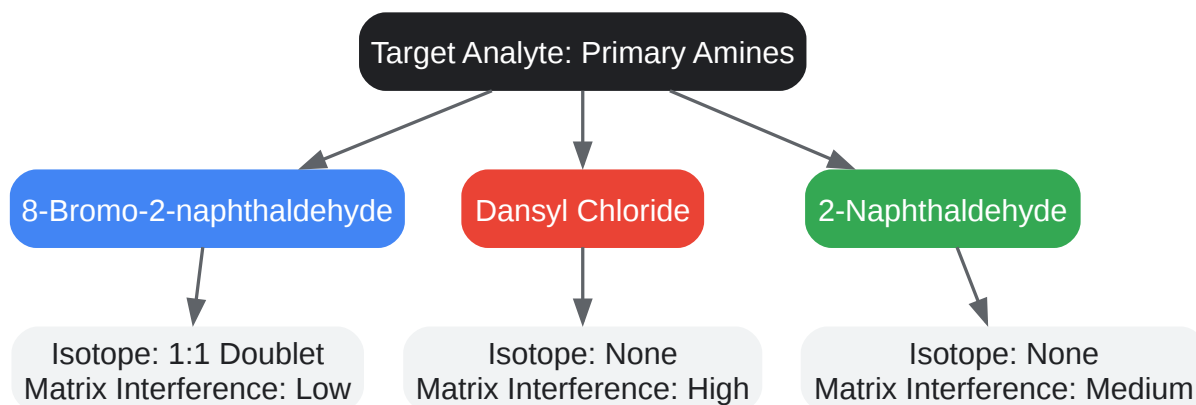 Target Analyte: Primary Amines
8-Bromo-2-naphthaldehyde
Dansyl Chloride
2-Naphthaldehyde
Isotope: 1:1 Doublet
Matrix Interference: Low
Isotope: None
Matrix Interference: High
Isotope: None
Matrix Interference: Medium